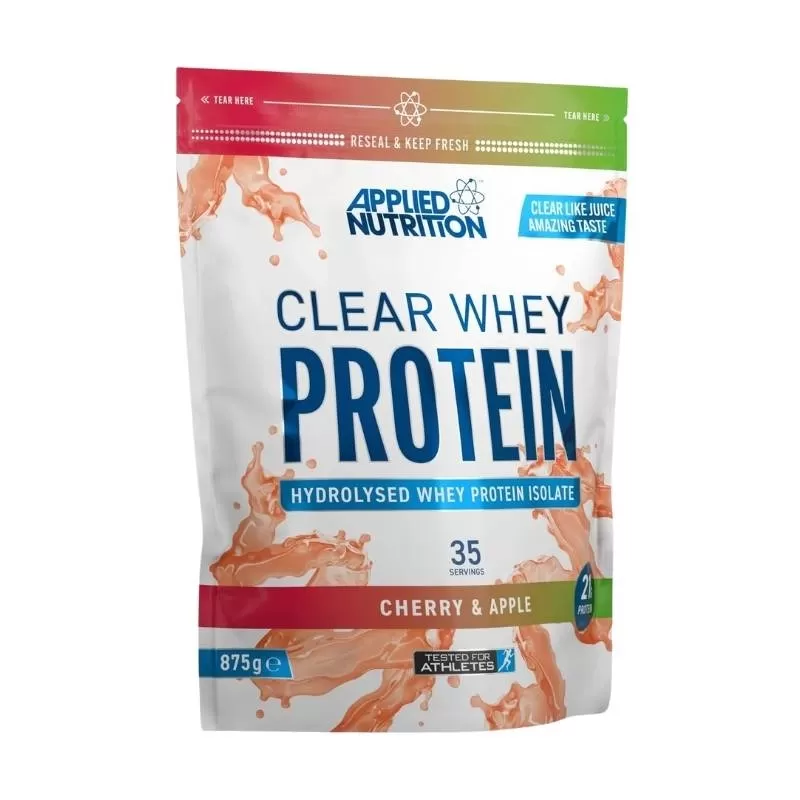 « TEAR HERE
TEAR HERE »
RESEAL & KEEP FRESH
APPLIED
NUTRITION
CLEAR LIKE JUICE
AMAZING TASTE
CLEAR WHEY
PROTEIN
HYDROLYSED WHEY PROTEIN ISOLATE
35
SERVINGS
CHERRY & APPLE
PROTEIN
875g℮
TESTED FOR
ATHLETES